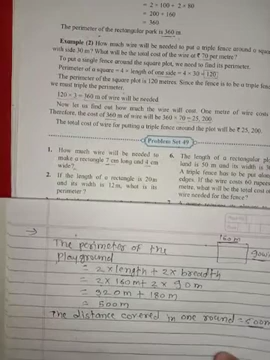 = 2 × 100 + 2 × 80
= 200 + 160
= 360
The perimeter of the rectangular park is 360 m.
Example (2) How much wire will be needed to put a triple fence around a square
with side 30 m? What will be the total cost of the wire at ₹ 70 per metre?
To put a single fence around the square plot, we need to find its perimeter.
Perimeter of a square = 4 × length of one side = 4 × 30 = 120
The perimeter of the square plot is 120 metres. Since the fence is to be a triple fence
we must triple the perimeter.
120 × 3 = 360 m of wire will be needed.
Now let us find out how much the wire will cost. One metre of wire costs
Therefore, the cost of 360 m of wire will be 360 × 70 = 25,200.
The total cost of wire for putting a triple fence around the plot will be ₹ 25, 200.
Problem Set 49
1. How much wire will be needed to
make a rectangle 7 cm long and 4 cm
wide?
2. If the length of a rectangle is 20 m
and its width is 12 m, what is its
perimeter ?
6. The length of a rectangular plot
land is 50 m and its width is
A triple fence has to be put along
edges. If the wire costs 60 rupees
metre, what will be the total cost of
wire needed for the fence?
→
160m
The perimeter of the
playground
90m
= 2 × length + 2 × breadth
= 2 × 160m + 2 × 90m
= 320m + 180m
= 500m
The distance covered in one round = 500m